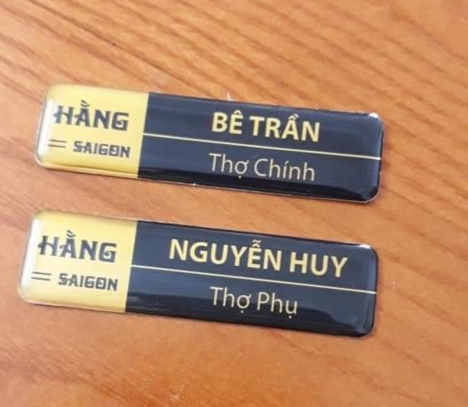 HẰNG
SAIGON
BÊ TRẦN
Thợ Chính
HẰNG
SAIGON
NGUYỄN HUY
Thợ Phụ